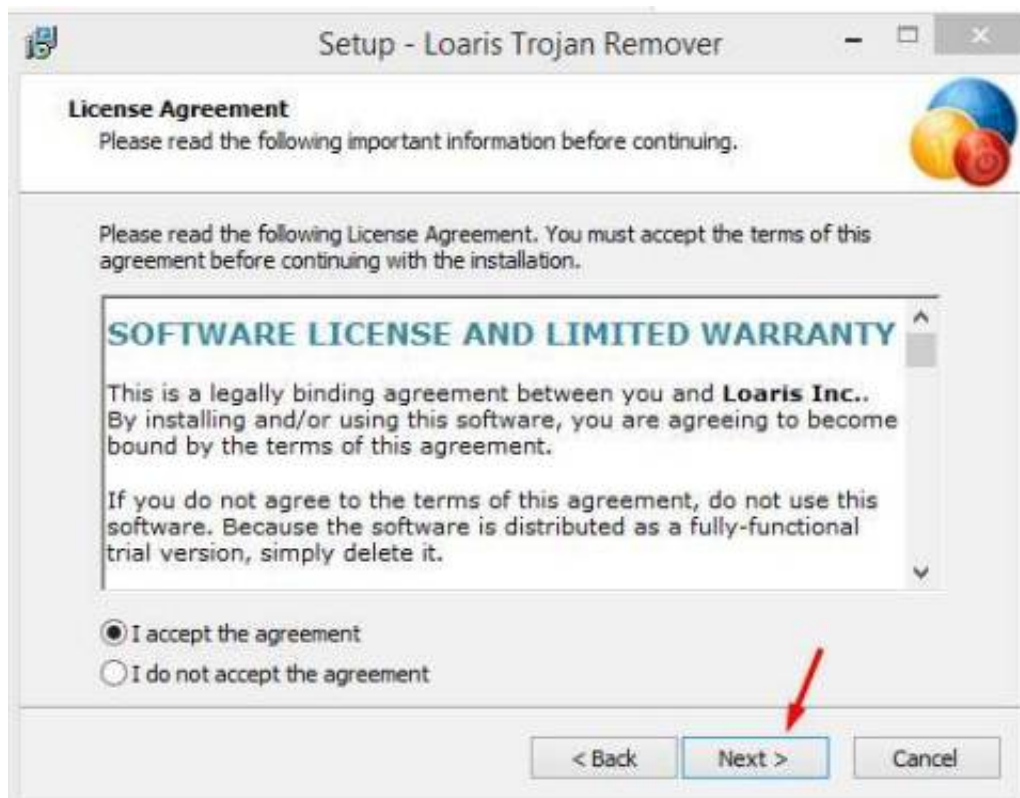 Setup - Loaris Trojan Remover
License Agreement
Please read the following important information before continuing.
Please read the following License Agreement. You must accept the terms of this
agreement before continuing with the installation.
SOFTWARE LICENSE AND LIMITED WARRANTY
This is a legally binding agreement between you and Loaris Inc..
By installing and/or using this software, you are agreeing to become
bound by the terms of this agreement.
If you do not agree to the terms of this agreement, do not use this
software. Because the software is distributed as a fully-functional
trial version, simply delete it.
I accept the agreement
I do not accept the agreement
< Back Next > Cancel